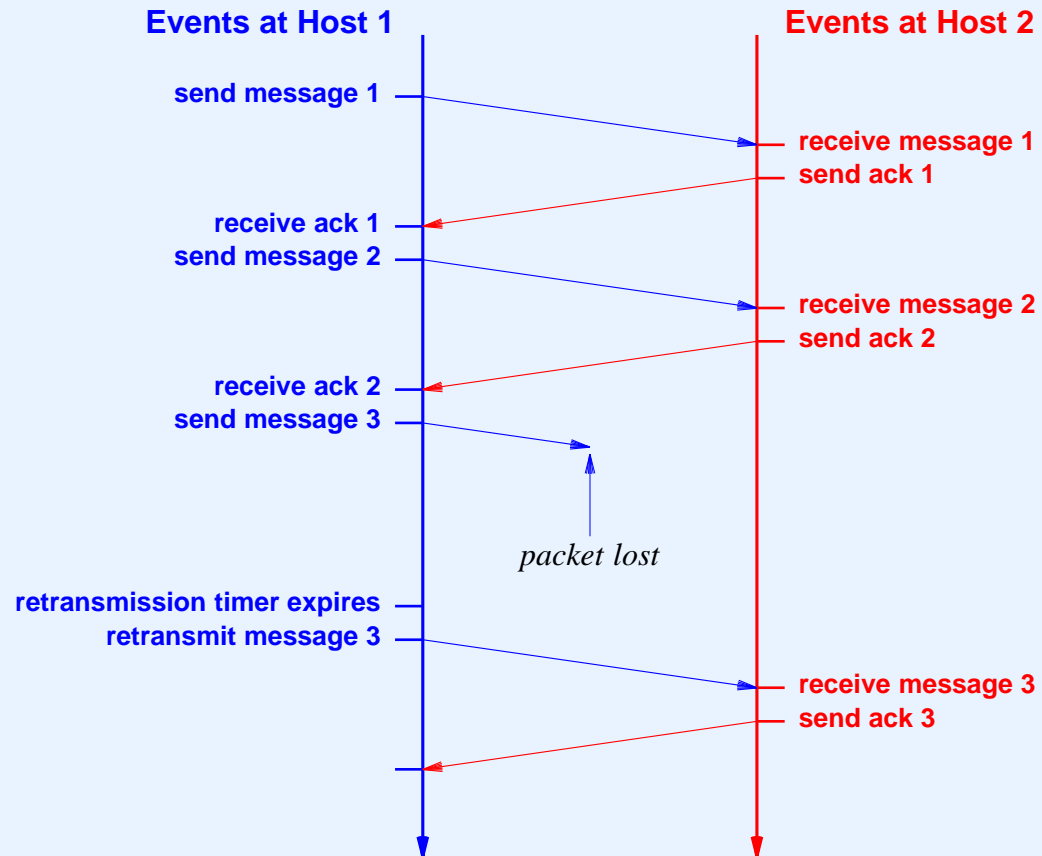 Events at Host 1
Events at Host 2
send message 1
receive message 1
send ack 1
receive ack 1
send message 2
receive message 2
send ack 2
receive ack 2
send message 3
packet lost
retransmission timer expires
retransmit message 3
receive message 3
send ack 3